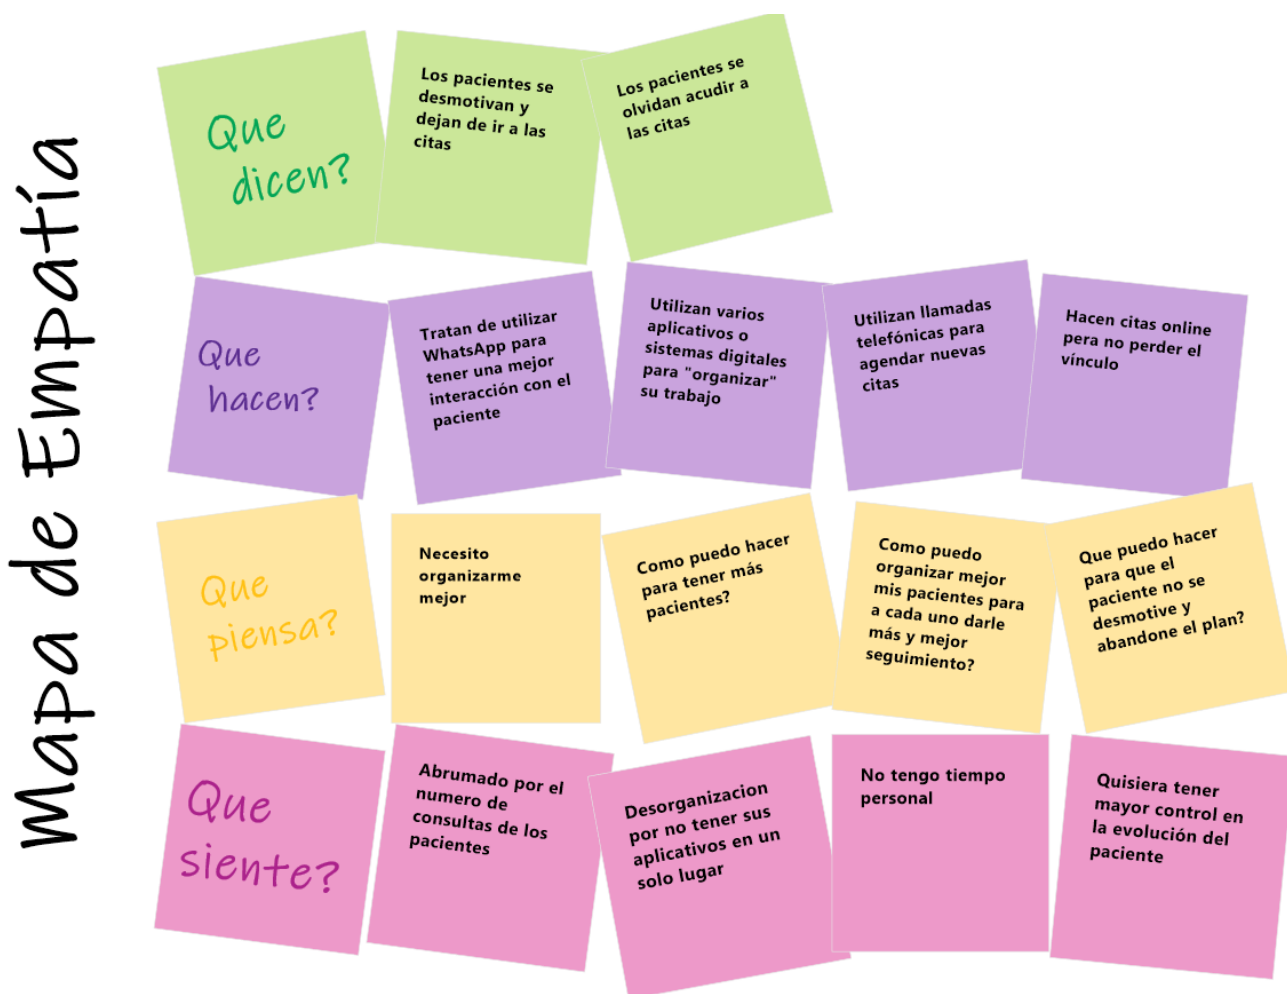 Mapa de Empatía
Que
dicen?
Los pacientes se
desmotivan y
dejan de ir a las
citas
Los pacientes se
olvidan acudir a
las citas
Que
hacen?
Tratan de utilizar
WhatsApp para
tener una mejor
interacción con el
paciente
Utilizan varios
aplicativos o
sistemas digitales
para "organizar"
su trabajo
Utilizan llamadas
telefónicas para
agendar nuevas
citas
Hacen citas online
pera no perder el
vínculo
Que
piensa?
Necesito
organizarme
mejor
Como puedo hacer
para tener más
pacientes?
Como puedo
organizar mejor
mis pacientes para
a cada uno darle
más y mejor
seguimiento?
Que puedo hacer
para que el
paciente no se
desmotive y
abandone el plan?
Que
siente?
Abrumado por el
numero de
consultas de los
pacientes
Desorganizacion
por no tener sus
aplicativos en un
solo lugar
No tengo tiempo
personal
Quisiera tener
mayor control en
la evolución del
paciente